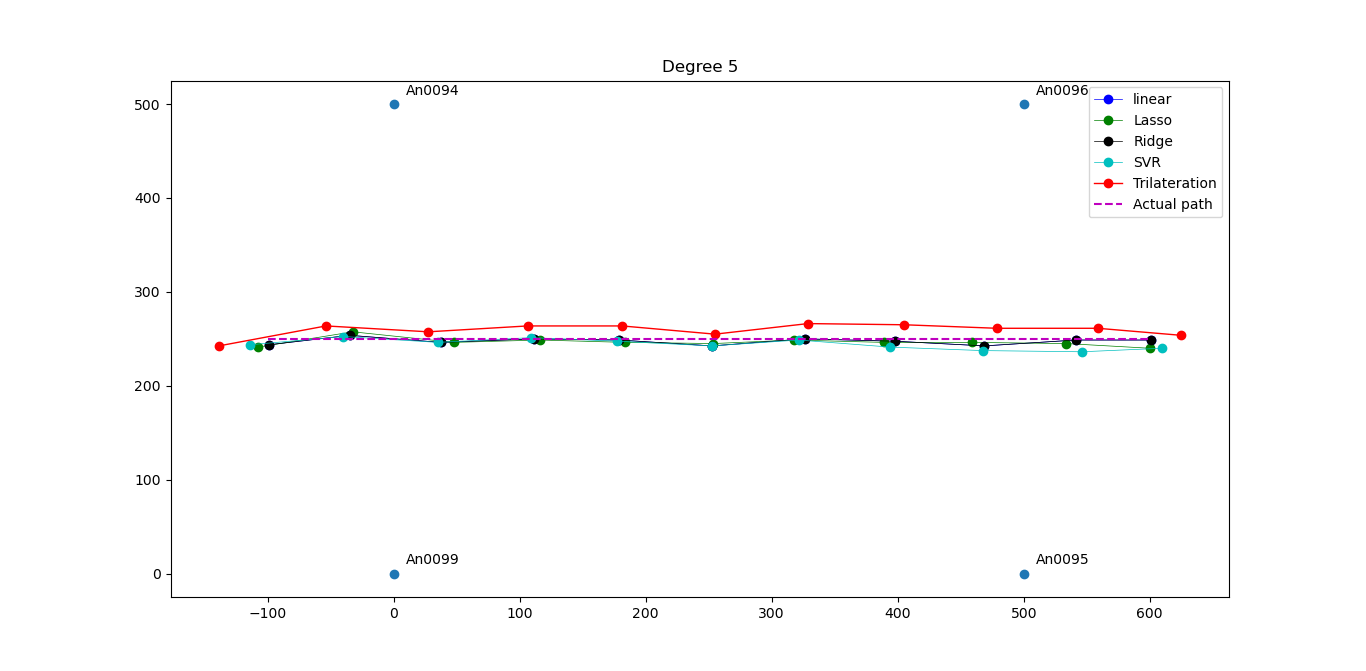 Degree 5
An0094
An0096
linear
Lasso
Ridge
SVR
Trilateration
Actual path
An0099
An0095
500
400
300
200
100
0
−100
0
100
200
300
400
500
600